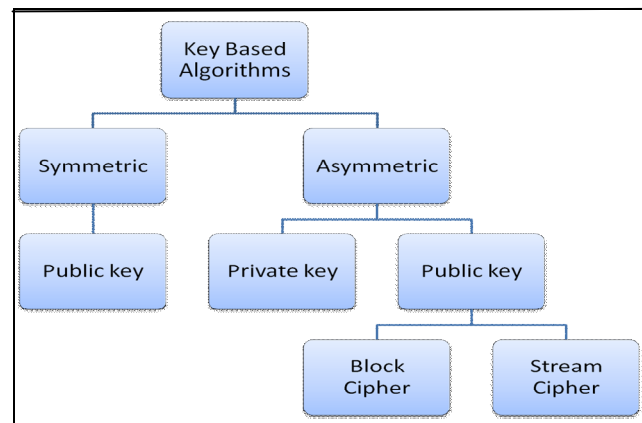 Key Based
Algorithms
Symmetric
Asymmetric
Public key
Private key
Public key
Block
Cipher
Stream
Cipher